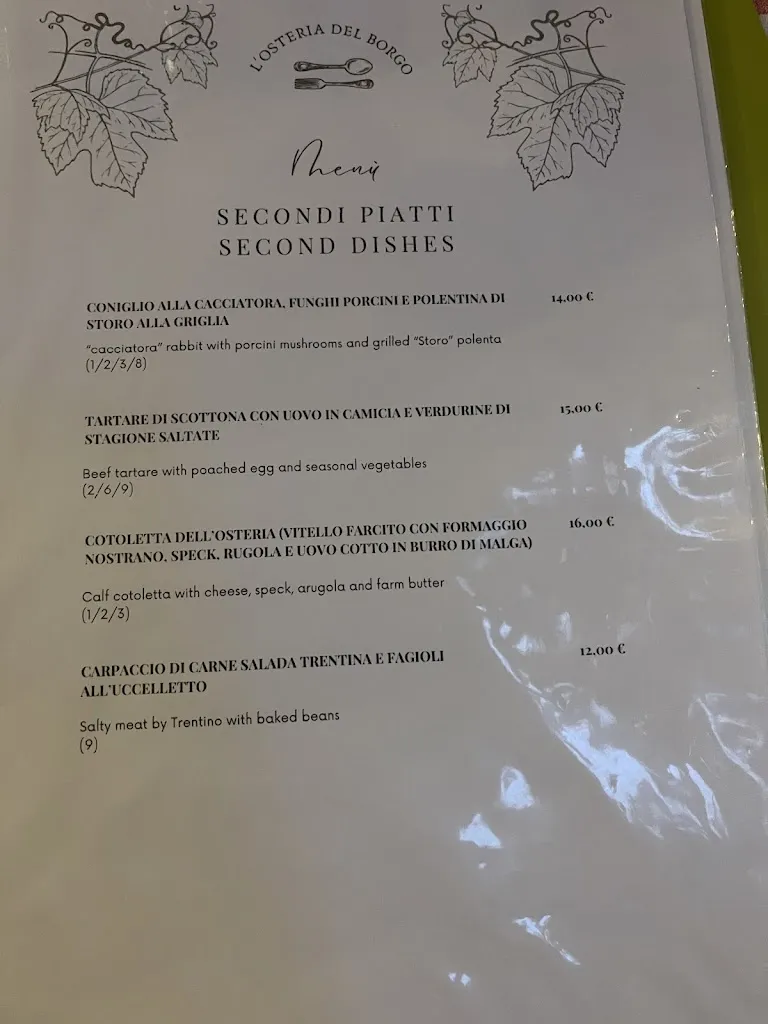 L'OSTERIA DEL BORGO
Menù
SECONDI PIATTI
SECOND DISHES
CONIGLIO ALLA CACCIATORA, FUNGHI PORCINI E POLENTINA DI 14,00 €
STORO ALLA GRIGLIA
"cacciatora" rabbit with porcini mushrooms and grilled "Storo" polenta
(1/2/3/8)
TARTARE DI SCOTTONA CON UOVO IN CAMICIA E VERDURINE DI 15,00 €
STAGIONE SALTATE
Beef tartare with poached egg and seasonal vegetables
(2/6/9)
COTOLETTA DELL'OSTERIA (VITELLO FARCITO CON FORMAGGIO 16,00 €
NOSTRANO, SPECK, RUGOLA E UOVO COTTO IN BURRO DI MALGA)
Calf cotoletta with cheese, speck, arugola and farm butter
(1/2/3)
CARPACCIO DI CARNE SALADA TRENTINA E FAGIOLI 12,00 €
ALL'UCCELLETTO
Salty meat by Trentino with baked beans
(9)